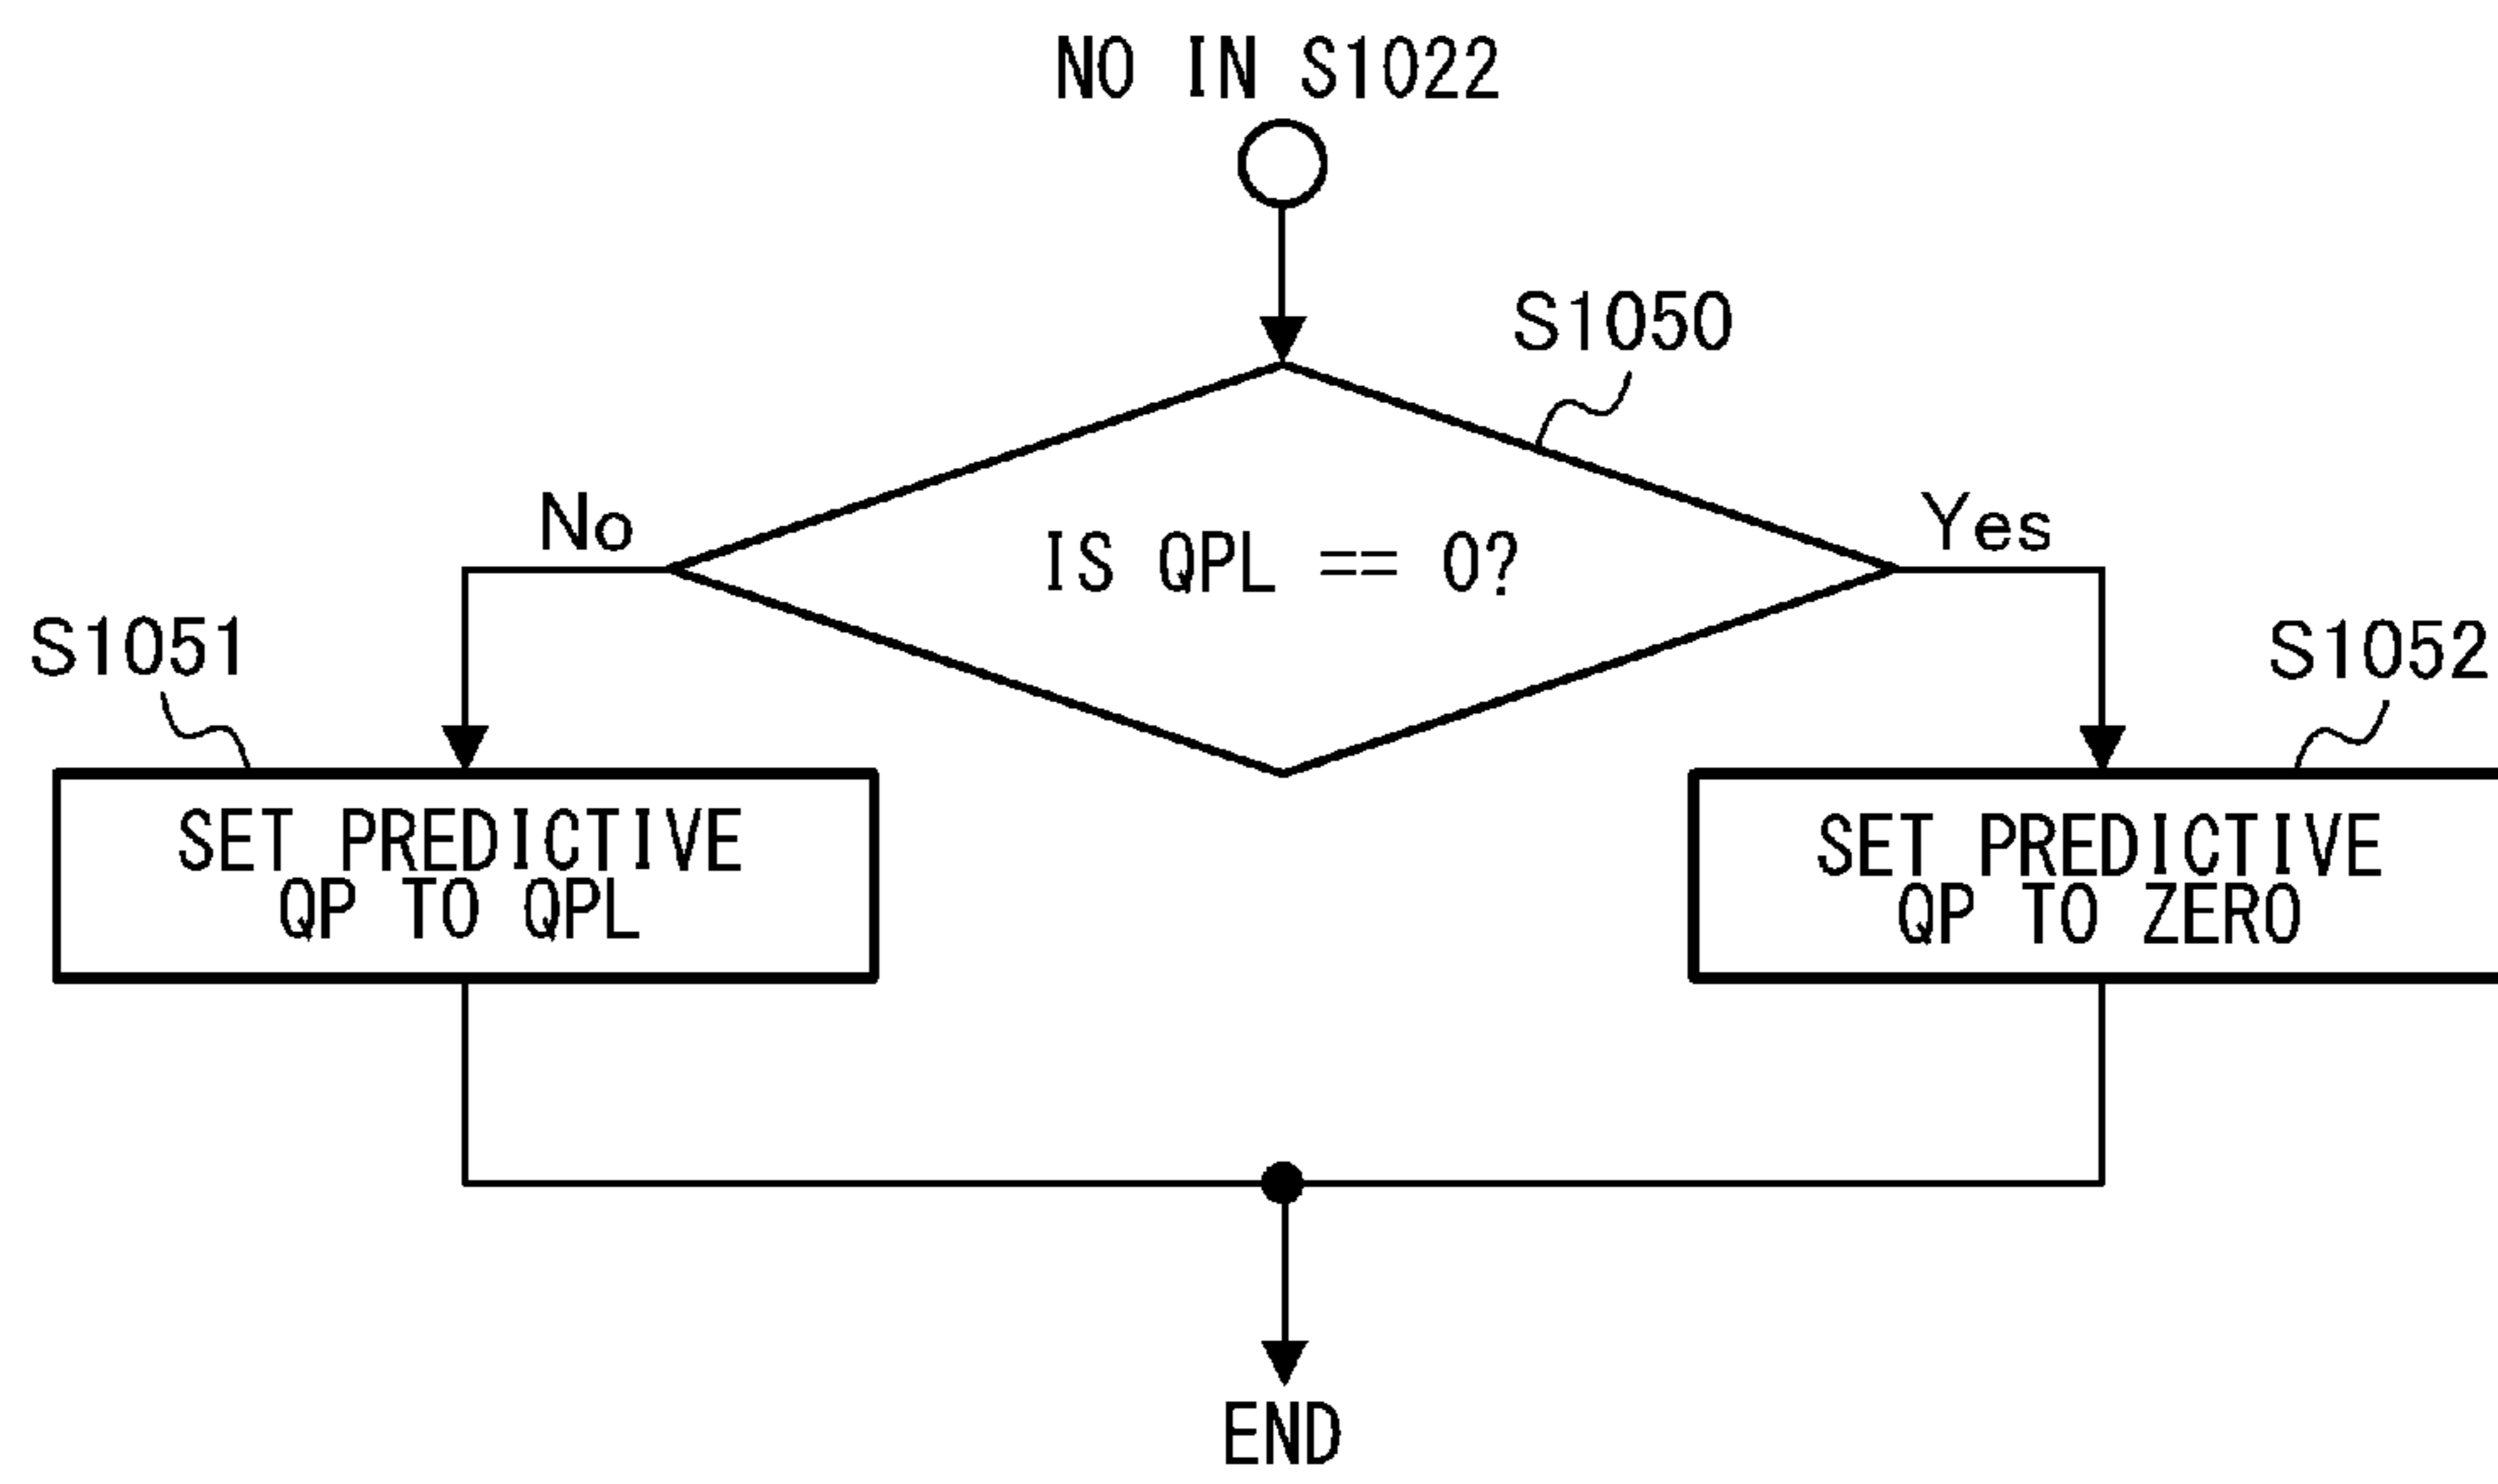 NO IN S1022
S1050
No
IS QPL == 0?
Yes
S1051
S1052
SET PREDICTIVE
QP TO QPL
SET PREDICTIVE
QP TO ZERO
END